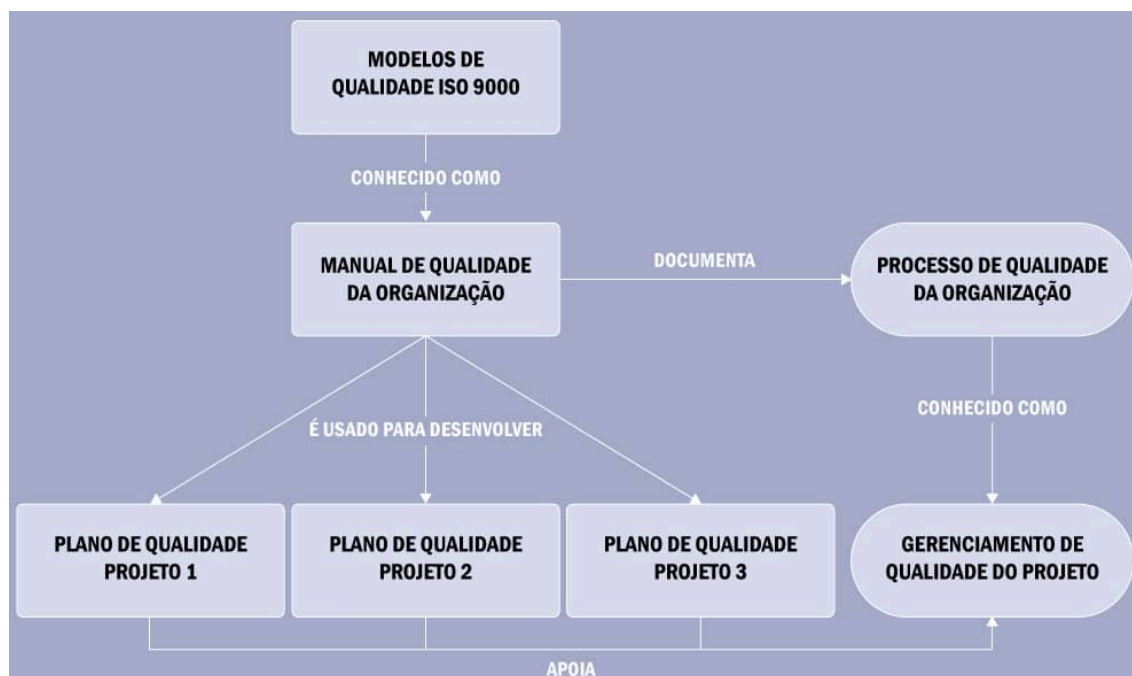 MODELOS DE
QUALIDADE ISO 9000
CONHECIDO COMO
MANUAL DE QUALIDADE
DA ORGANIZAÇÃO
DOCUMENTA
PROCESSO DE QUALIDADE
DA ORGANIZAÇÃO
É USADO PARA DESENVOLVER
CONHECIDO COMO
PLANO DE QUALIDADE
PROJETO 1
PLANO DE QUALIDADE
PROJETO 2
PLANO DE QUALIDADE
PROJETO 3
GERENCIAMENTO DE
QUALIDADE DO PROJETO
APOIA